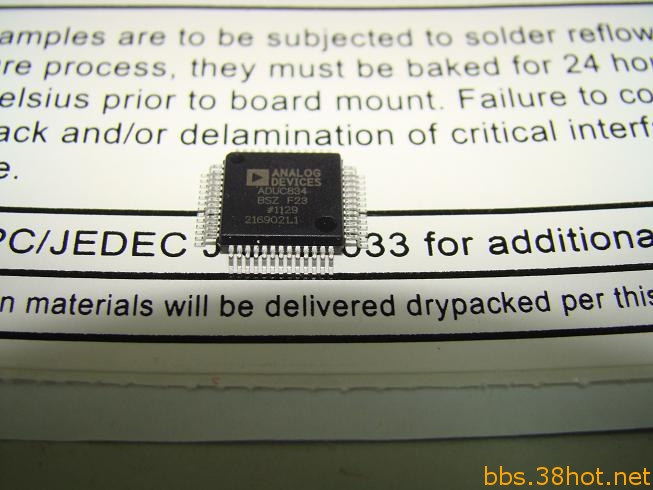 amples are to be subjected to solder reflow
re process, they must be baked for 24 ho
elsius prior to board mount. Failure to co
ack and/or delamination of critical interf
e.
ANALOG
DEVICES
ADUC834
BSZ F23
#1129
2169021.1
PC/JEDEC J 033 for additiona
n materials will be delivered drypacked per this
bbs.38hot.net